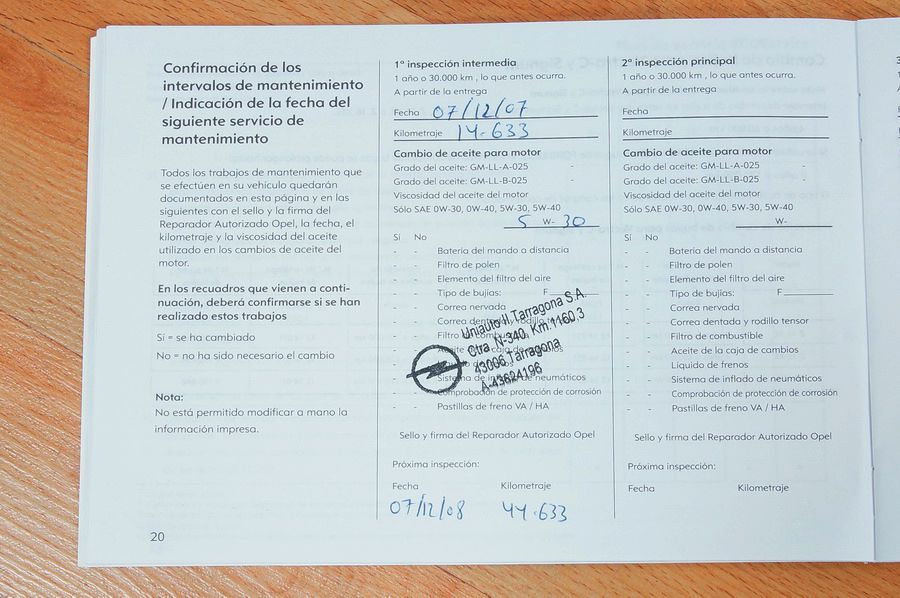 Confirmación de los
intervalos de mantenimiento
/ Indicación de la fecha del
siguiente servicio de
mantenimiento
Todos los trabajos de mantenimiento que
se efectúen en su vehículo quedarán
documentados en esta página y en las
siguientes con el sello y la firma del
Reparador Autorizado Opel, la fecha, el
kilometraje y la viscosidad del aceite
utilizado en los cambios de aceite del
motor.
En los recuadros que vienen a conti-
nuación, deberá confirmarse si se han
realizado estos trabajos
Sí = se ha cambiado
No = no ha sido necesario el cambio
Nota:
No está permitido modificar a mano la
información impresa.
20
1º inspección intermedia
1 año o 30.000 km , lo que antes ocurra.
A partir de la entrega
Fecha 07/12/07
Kilometraje 14.633
Cambio de aceite para motor
Grado del aceite: GM-LL-A-025 -
Grado del aceite: GM-LL-B-025 -
Viscosidad del aceite del motor
Sólo SAE 0W-30, 0W-40, 5W-30, 5W-40
5 W- 30
Sí No
- - Batería del mando a distancia
- - Filtro de polen
- - Elemento del filtro del aire
- - Tipo de bujías: F
- - Correa nervada
- - Correa dentada y rodillo
- - Filtro
Aceite de la caja de cambios
Sistema de inflado de neumáticos
- - Comprobación de protección de corrosión
- - Pastillas de freno VA / HA
Uniauto II Tarragona S.A.
Ctra N-340, Km.1160,3
43006 Tarragona
A-43624196
Sello y firma del Reparador Autorizado Opel
Próxima inspección:
Fecha Kilometraje
07/12/08 44.633
2º inspección principal
1 año o 30.000 km , lo que antes ocurra.
A partir de la entrega
Fecha
Kilometraje
Cambio de aceite para motor
Grado del aceite: GM-LL-A-025 -
Grado del aceite: GM-LL-B-025 -
Viscosidad del aceite del motor
Sólo SAE 0W-30, 0W-40, 5W-30, 5W-40
W-
Sí No
- - Batería del mando a distancia
- - Filtro de polen
- - Elemento del filtro del aire
- - Tipo de bujías: F
- - Correa nervada
- - Correa dentada y rodillo tensor
- - Filtro de combustible
- - Aceite de la caja de cambios
- - Líquido de frenos
- - Sistema de inflado de neumáticos
- - Comprobación de protección de corrosión
- - Pastillas de freno VA / HA
Sello y firma del Reparador Autorizado Opel
Próxima inspección:
Fecha Kilometraje